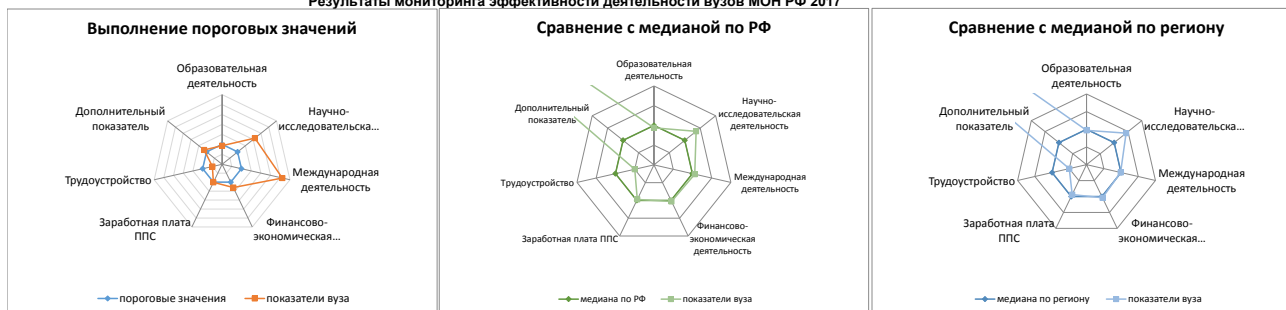 Результаты мониторинга эффективности деятельности вузов МОН РФ 2017
Выполнение пороговых значений
Образовательная
деятельность
Научно-
исследовательска...
Международная
деятельность
Финансово-
экономическая...
Заработная плата
ППС
Трудоустройство
Дополнительный
показатель
пороговые значения
показатели вуза
Сравнение с медианой по РФ
Образовательная
деятельность
Научно-
исследовательская
деятельность
Международная
деятельность
Финансово-
экономическая
деятельность
Заработная плата ППС
Трудоустройство
Дополнительный
показатель
медиана по РФ
показатели вуза
Сравнение с медианой по региону
Образовательная
деятельность
Научно-
исследовательска...
Международная
деятельность
Финансово-
экономическая...
Заработная плата
ППС
Трудоустройство
Дополнительный
показатель
медиана по региону
показатели вуза